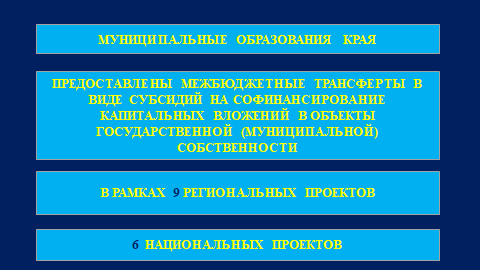 МУНИЦИПАЛЬНЫЕ ОБРАЗОВАНИЯ КРАЯ
ПРЕДОСТАВЛЕНЫ МЕЖБЮДЖЕТНЫЕ ТРАНСФЕРТЫ В
ВИДЕ СУБСИДИЙ НА СОФИНАНСИРОВАНИЕ
КАПИТАЛЬНЫХ ВЛОЖЕНИЙ В ОБЪЕКТЫ
ГОСУДАРСТВЕННОЙ (МУНИЦИПАЛЬНОЙ)
СОБСТВЕННОСТИ
В РАМКАХ 9 РЕГИОНАЛЬНЫХ ПРОЕКТОВ
6 НАЦИОНАЛЬНЫХ ПРОЕКТОВ